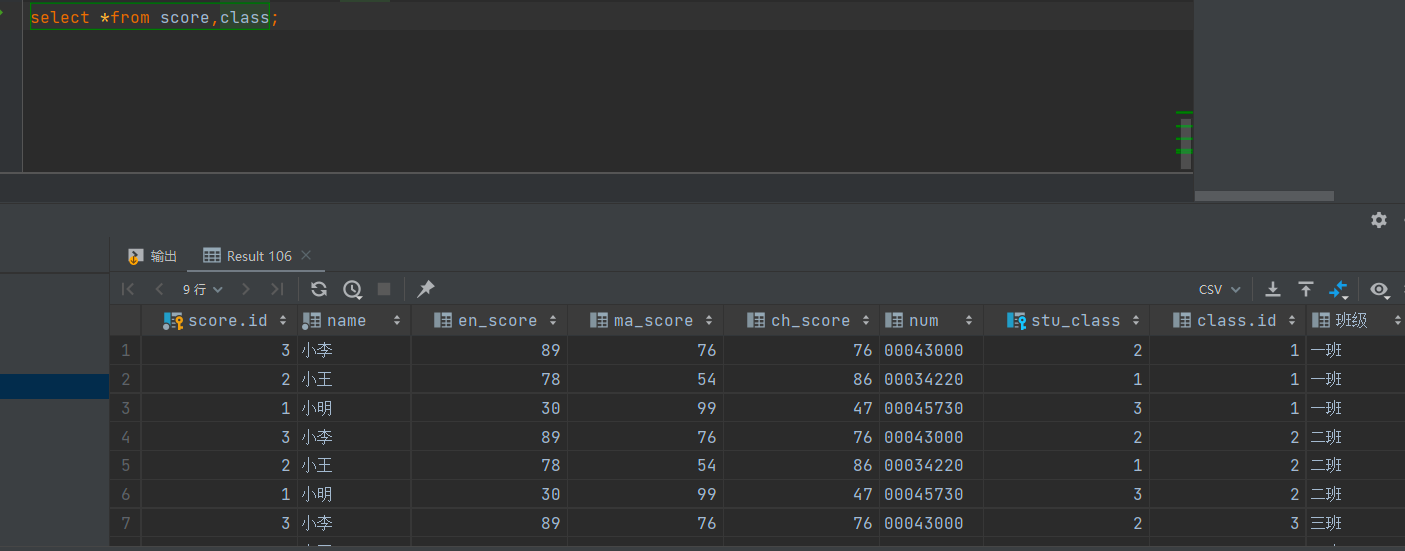 select *from score,class;
输出 Result 106
9 行 CSV
score.id name en_score ma_score ch_score num stu_class class.id 班级
1 3 小李 89 76 76 00043000 2 1 一班
2 2 小王 78 54 86 00034220 1 1 一班
3 1 小明 30 99 47 00045730 3 1 一班
4 3 小李 89 76 76 00043000 2 2 二班
5 2 小王 78 54 86 00034220 1 2 二班
6 1 小明 30 99 47 00045730 3 2 二班
7 3 小李 89 76 76 00043000 2 3 三班